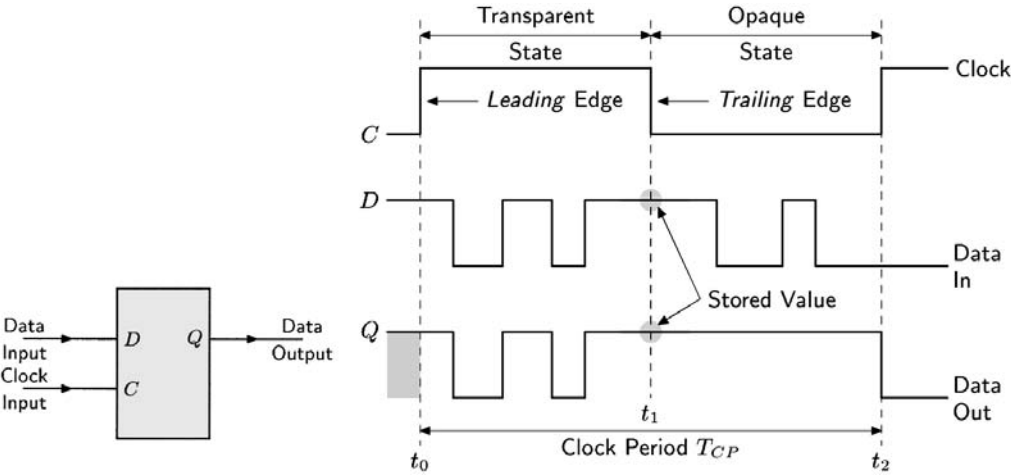 Transparent
Opaque
State
State
Clock
Leading Edge
Trailing Edge
C
D
Data
In
Stored Value
Data
Input
D
Q
Data
Output
Clock
Input
C
Q
Data
Out
t₁
Clock Period T_CP
t₀
t₂